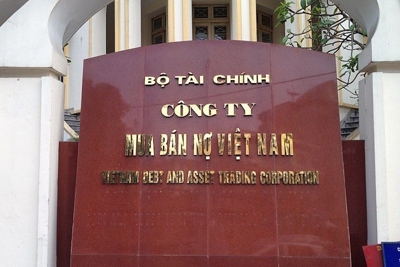 BỘ TÀI CHÍNH
CÔNG TY
MUA BÁN NỢ VIỆT NAM
VIETNAM DEBT AND ASSET TRADING CORPORATION